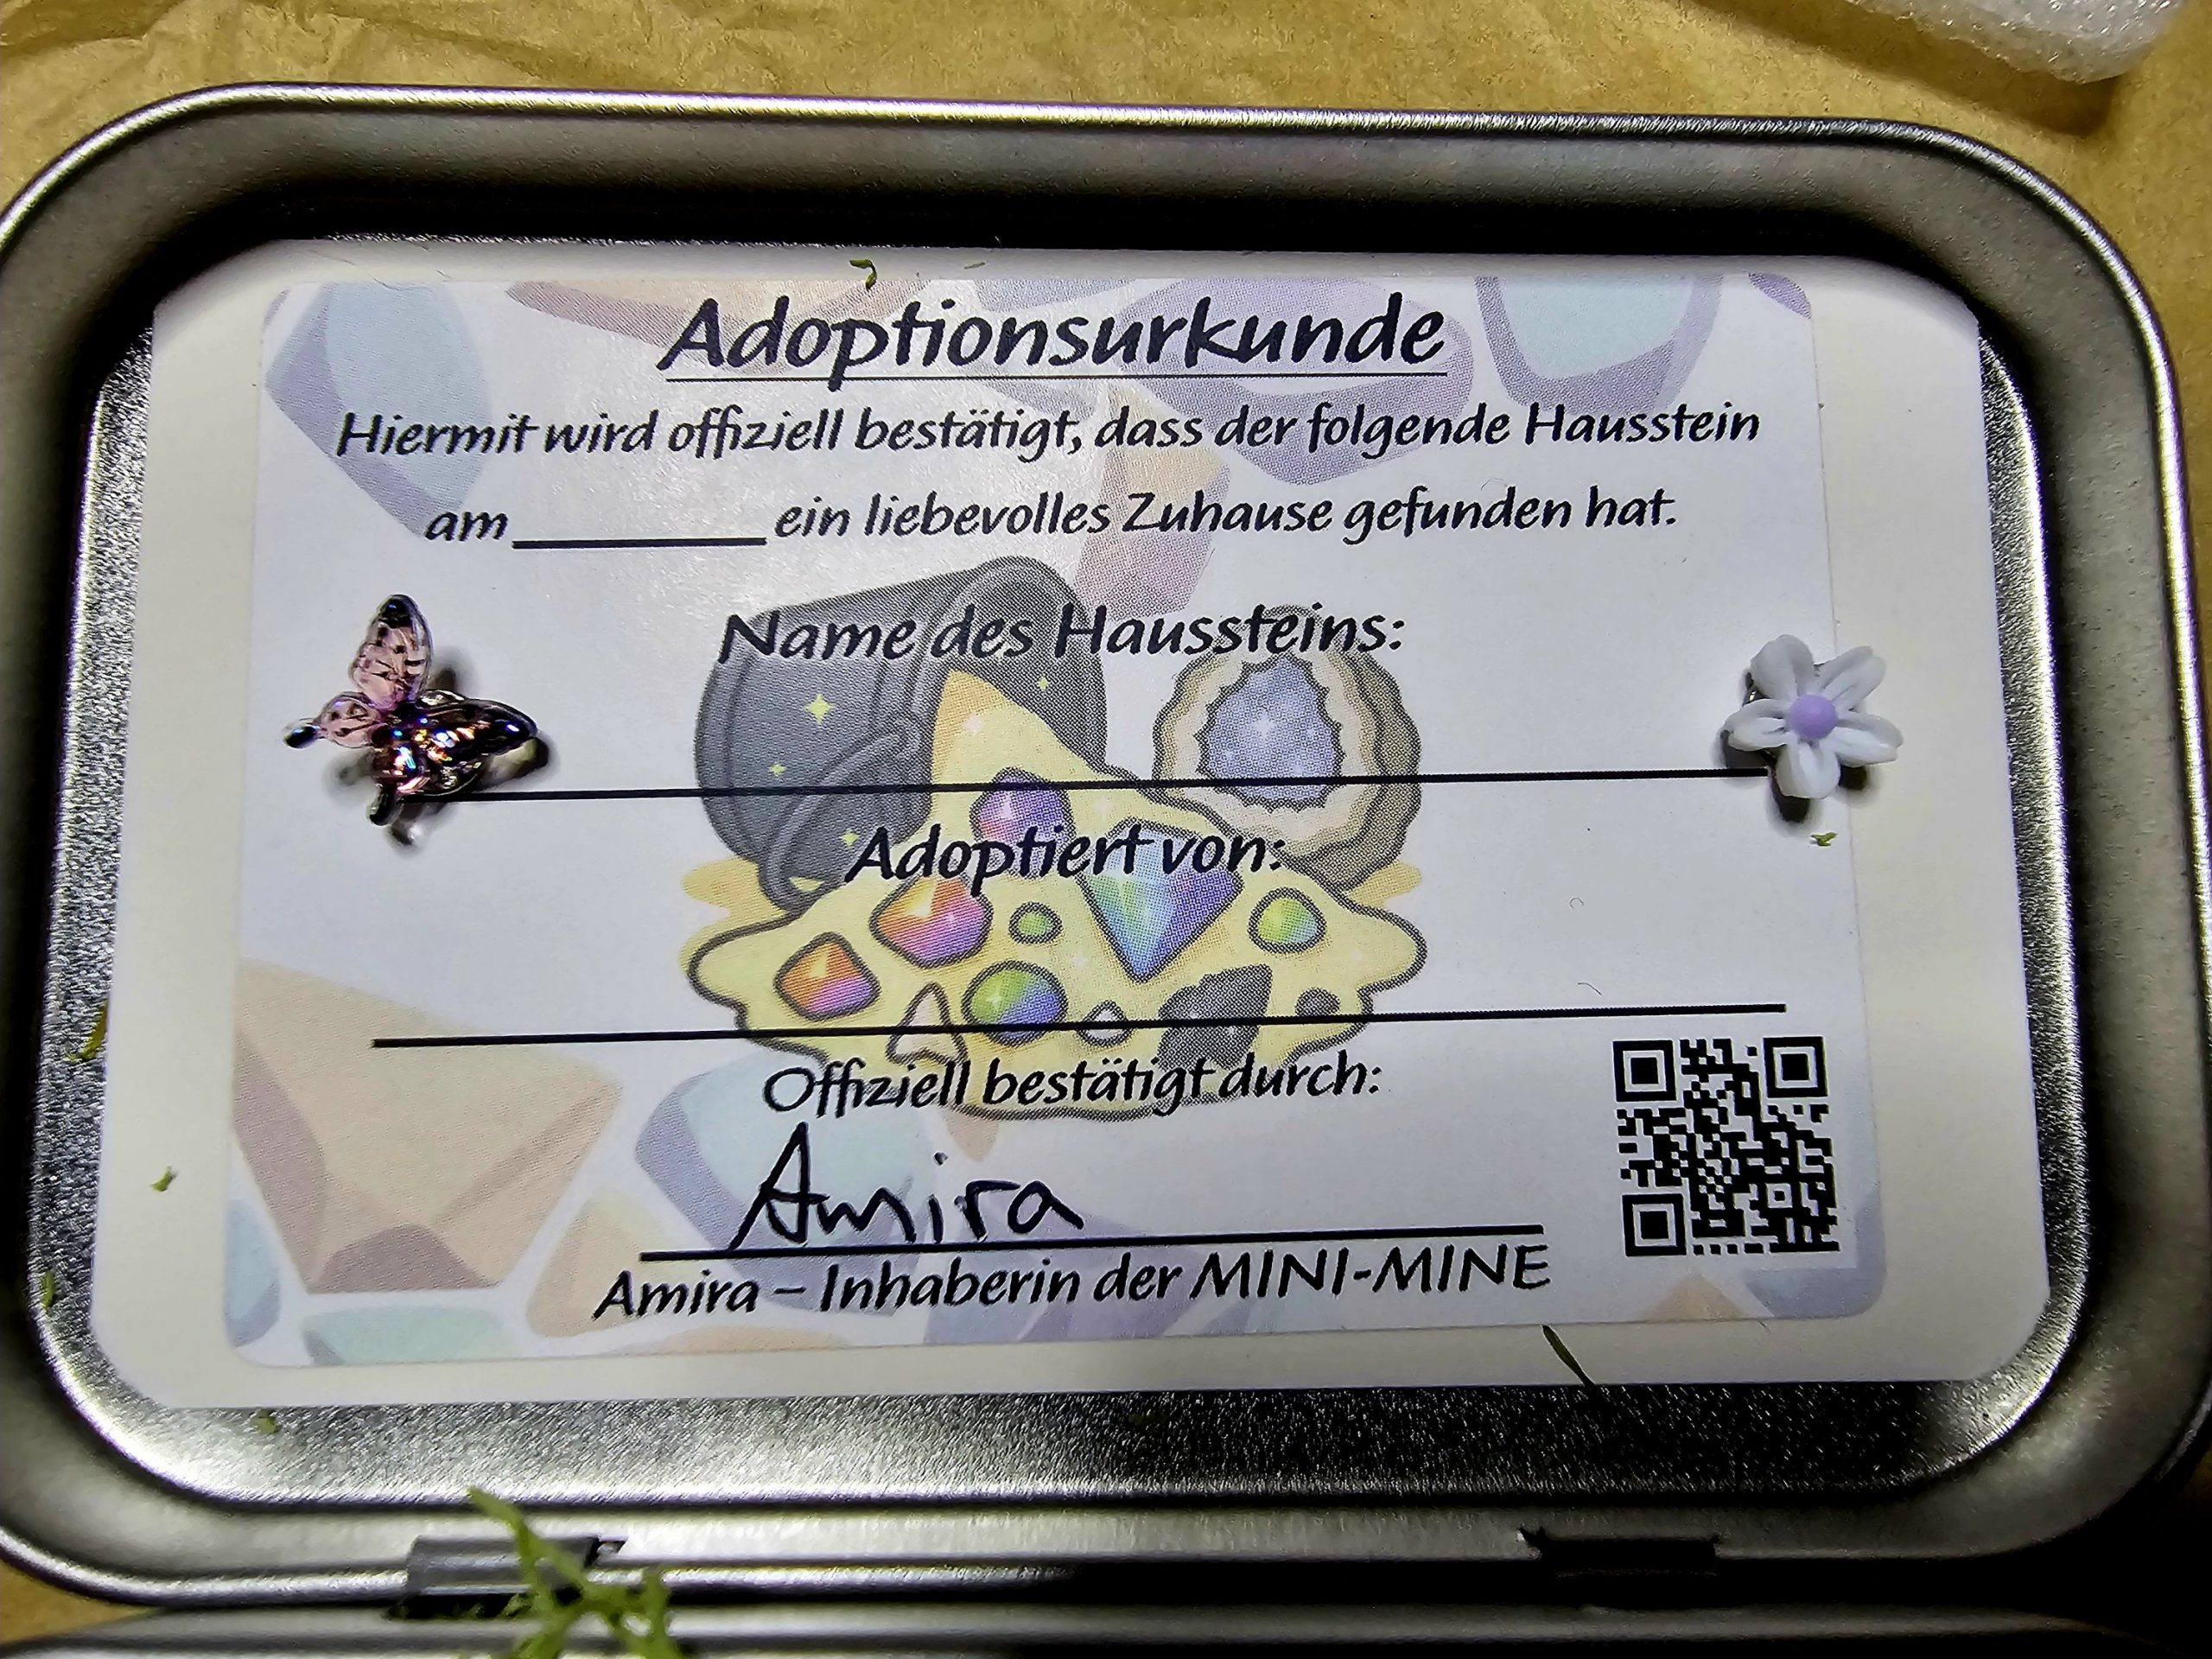 Adoptionsurkunde
Hiermit wird offiziell bestätigt, dass der folgende Hausstein
am ________ ein liebevolles Zuhause gefunden hat.
Name des Haussteins:
Adoptiert von:
Offiziell bestätigt durch:
Amira
Amira – Inhaberin der MINI-MINE